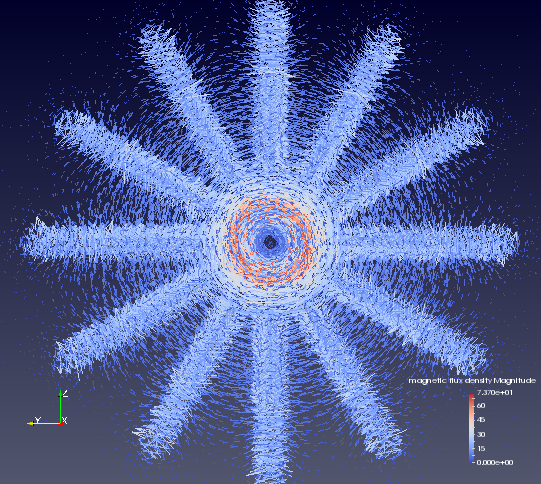 magnetic flux density Magnitude
7.370e+01
60
45
30
15
0.000e+00
Z
Y
X